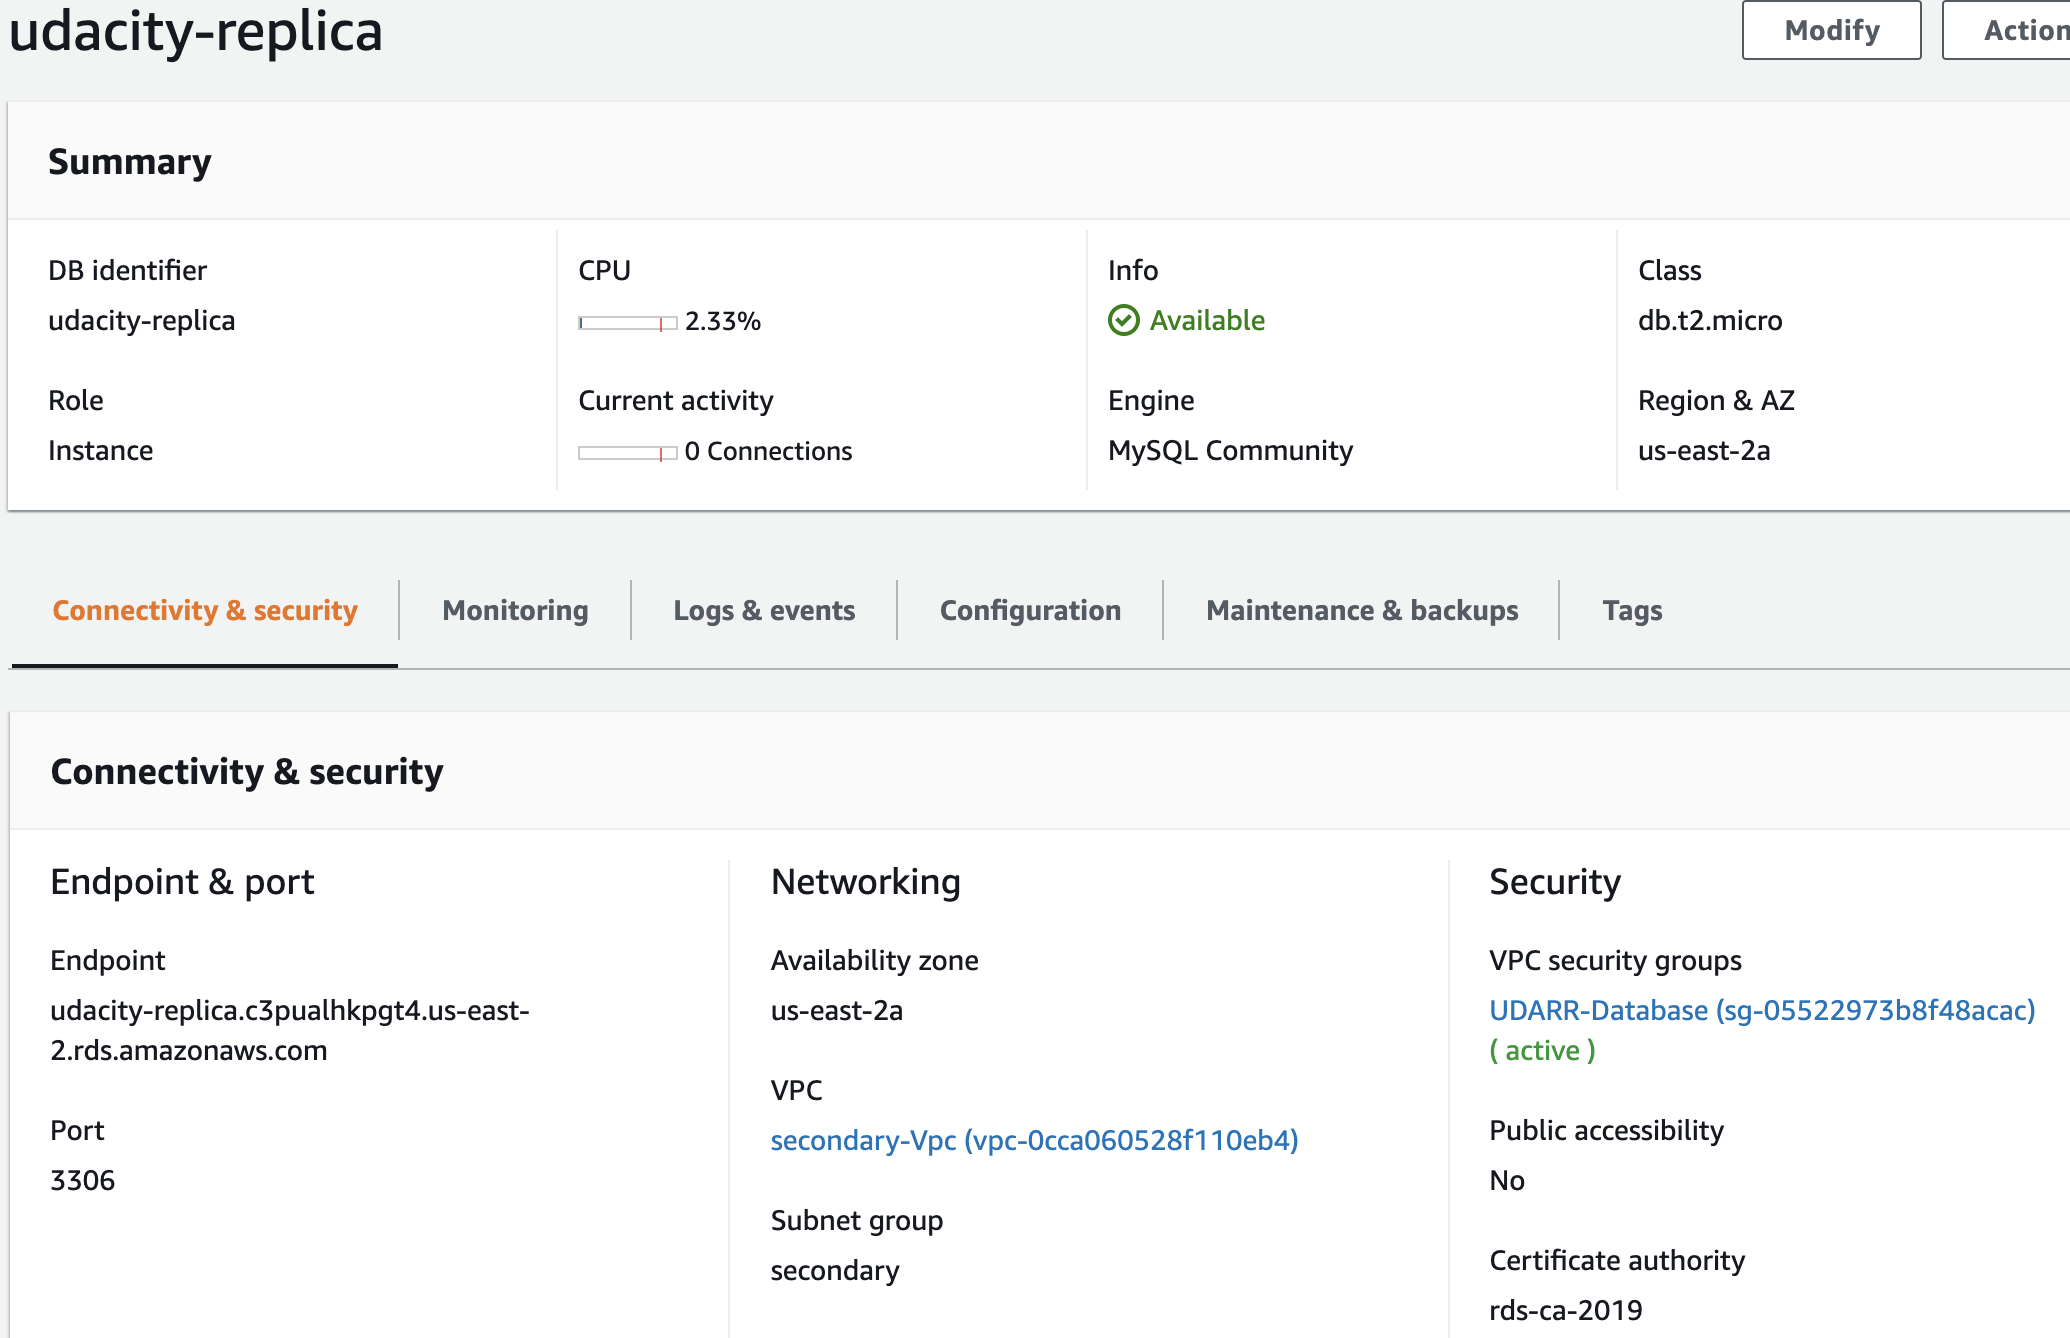 udacity-replica
Modify
Action
Summary
DB identifier
udacity-replica
CPU
2.33%
Info
Available
Class
db.t2.micro
Role
Instance
Current activity
0 Connections
Engine
MySQL Community
Region & AZ
us-east-2a
Connectivity & security
Monitoring
Logs & events
Configuration
Maintenance & backups
Tags
Connectivity & security
Endpoint & port
Endpoint
udacity-replica.c3pualhkpgt4.us-east-
2.rds.amazonaws.com
Port
3306
Networking
Availability zone
us-east-2a
VPC
secondary-Vpc (vpc-0cca060528f110eb4)
Subnet group
secondary
Security
VPC security groups
UDARR-Database (sg-05522973b8f48acac)
( active )
Public accessibility
No
Certificate authority
rds-ca-2019